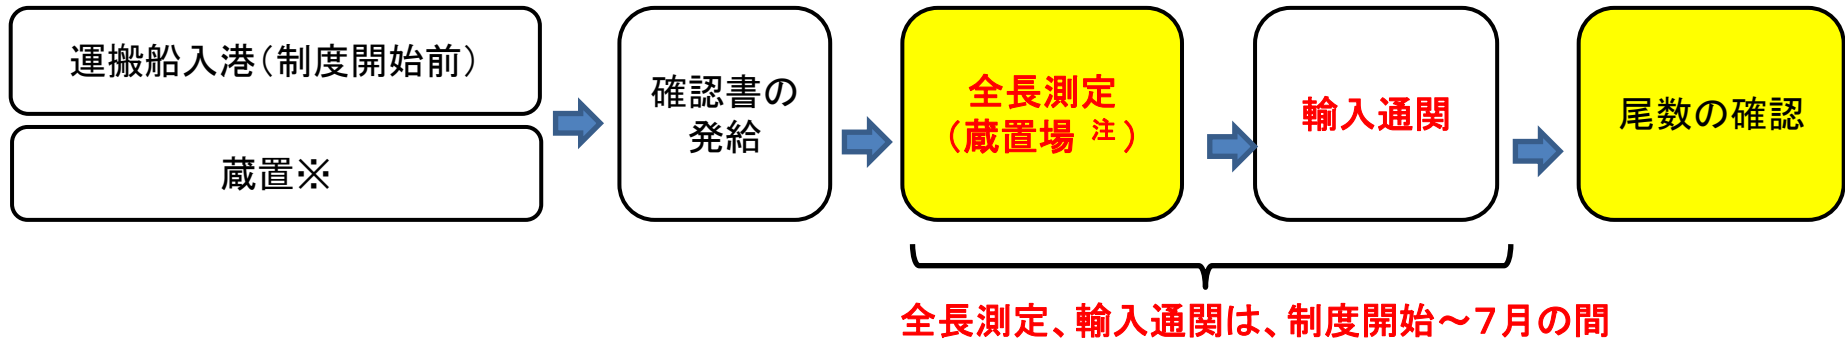 運搬船入港（制度開始前）
蔵置※
確認書の
発給
全長測定
（蔵置場 注）
輸入通関
尾数の確認
全長測定、輸入通関は、制度開始～7月の間